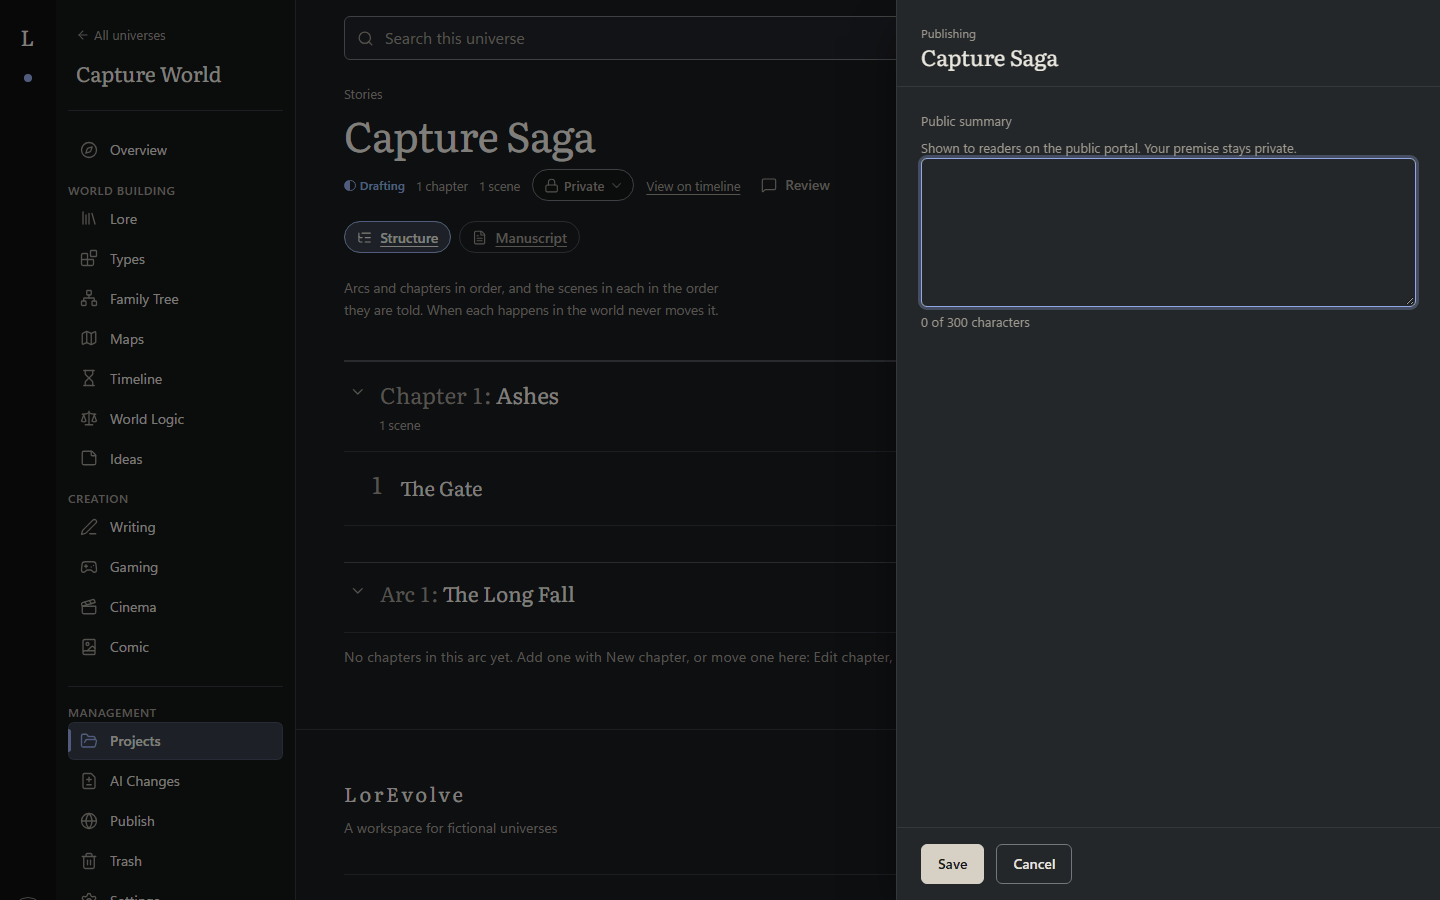 L
All universes
Capture World
Overview
WORLD BUILDING
Lore
Types
Family Tree
Maps
Timeline
World Logic
Ideas
CREATION
Writing
Gaming
Cinema
Comic
MANAGEMENT
Projects
AI Changes
Publish
Trash
Settings
Search this universe
Stories
Capture Saga
Drafting 1 chapter 1 scene Private View on timeline Review
Structure Manuscript
Arcs and chapters in order, and the scenes in each in the order
they are told. When each happens in the world never moves it.
Chapter 1: Ashes
1 scene
1 The Gate
Arc 1: The Long Fall
No chapters in this arc yet. Add one with New chapter, or move one here: Edit chapter,
LorEvolve
A workspace for fictional universes
Publishing
Capture Saga
Public summary
Shown to readers on the public portal. Your premise stays private.
0 of 300 characters
Save Cancel